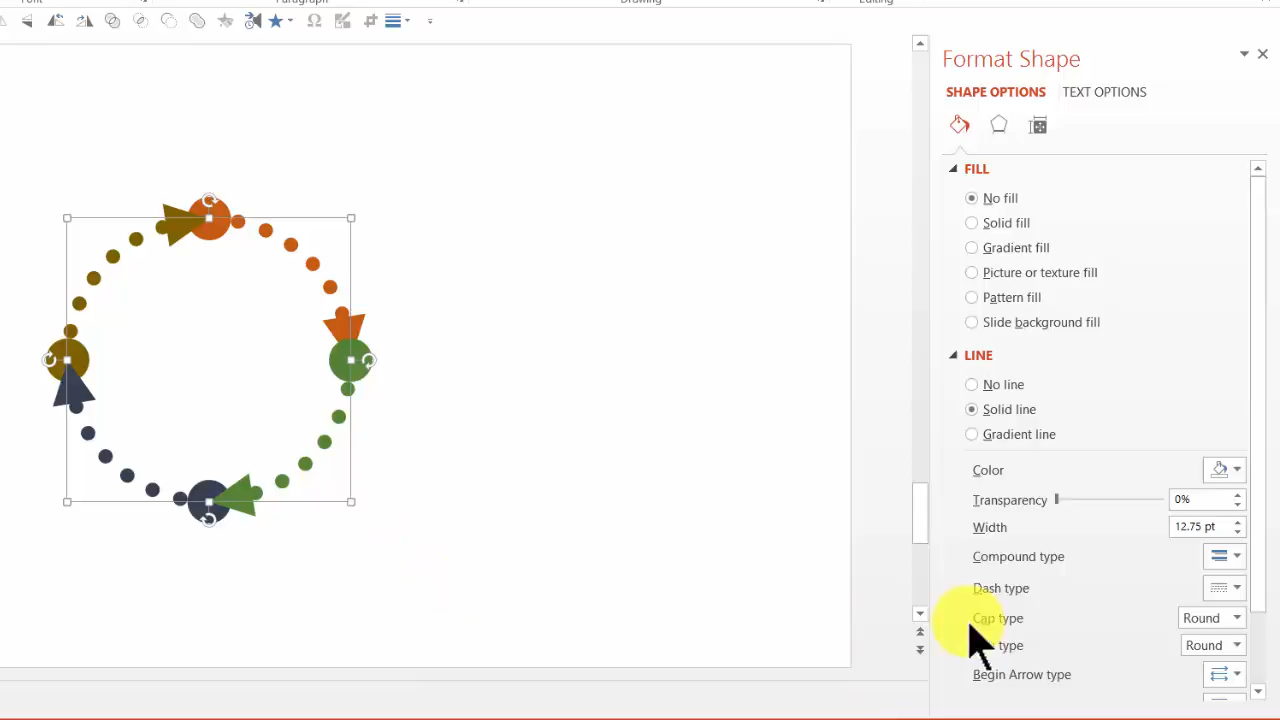 Format Shape
SHAPE OPTIONS TEXT OPTIONS
FILL
No fill
Solid fill
Gradient fill
Picture or texture fill
Pattern fill
Slide background fill
LINE
No line
Solid line
Gradient line
Color
Transparency 0%
Width 12.75 pt
Compound type
Dash type
Cap type Round
type Round
Begin Arrow type